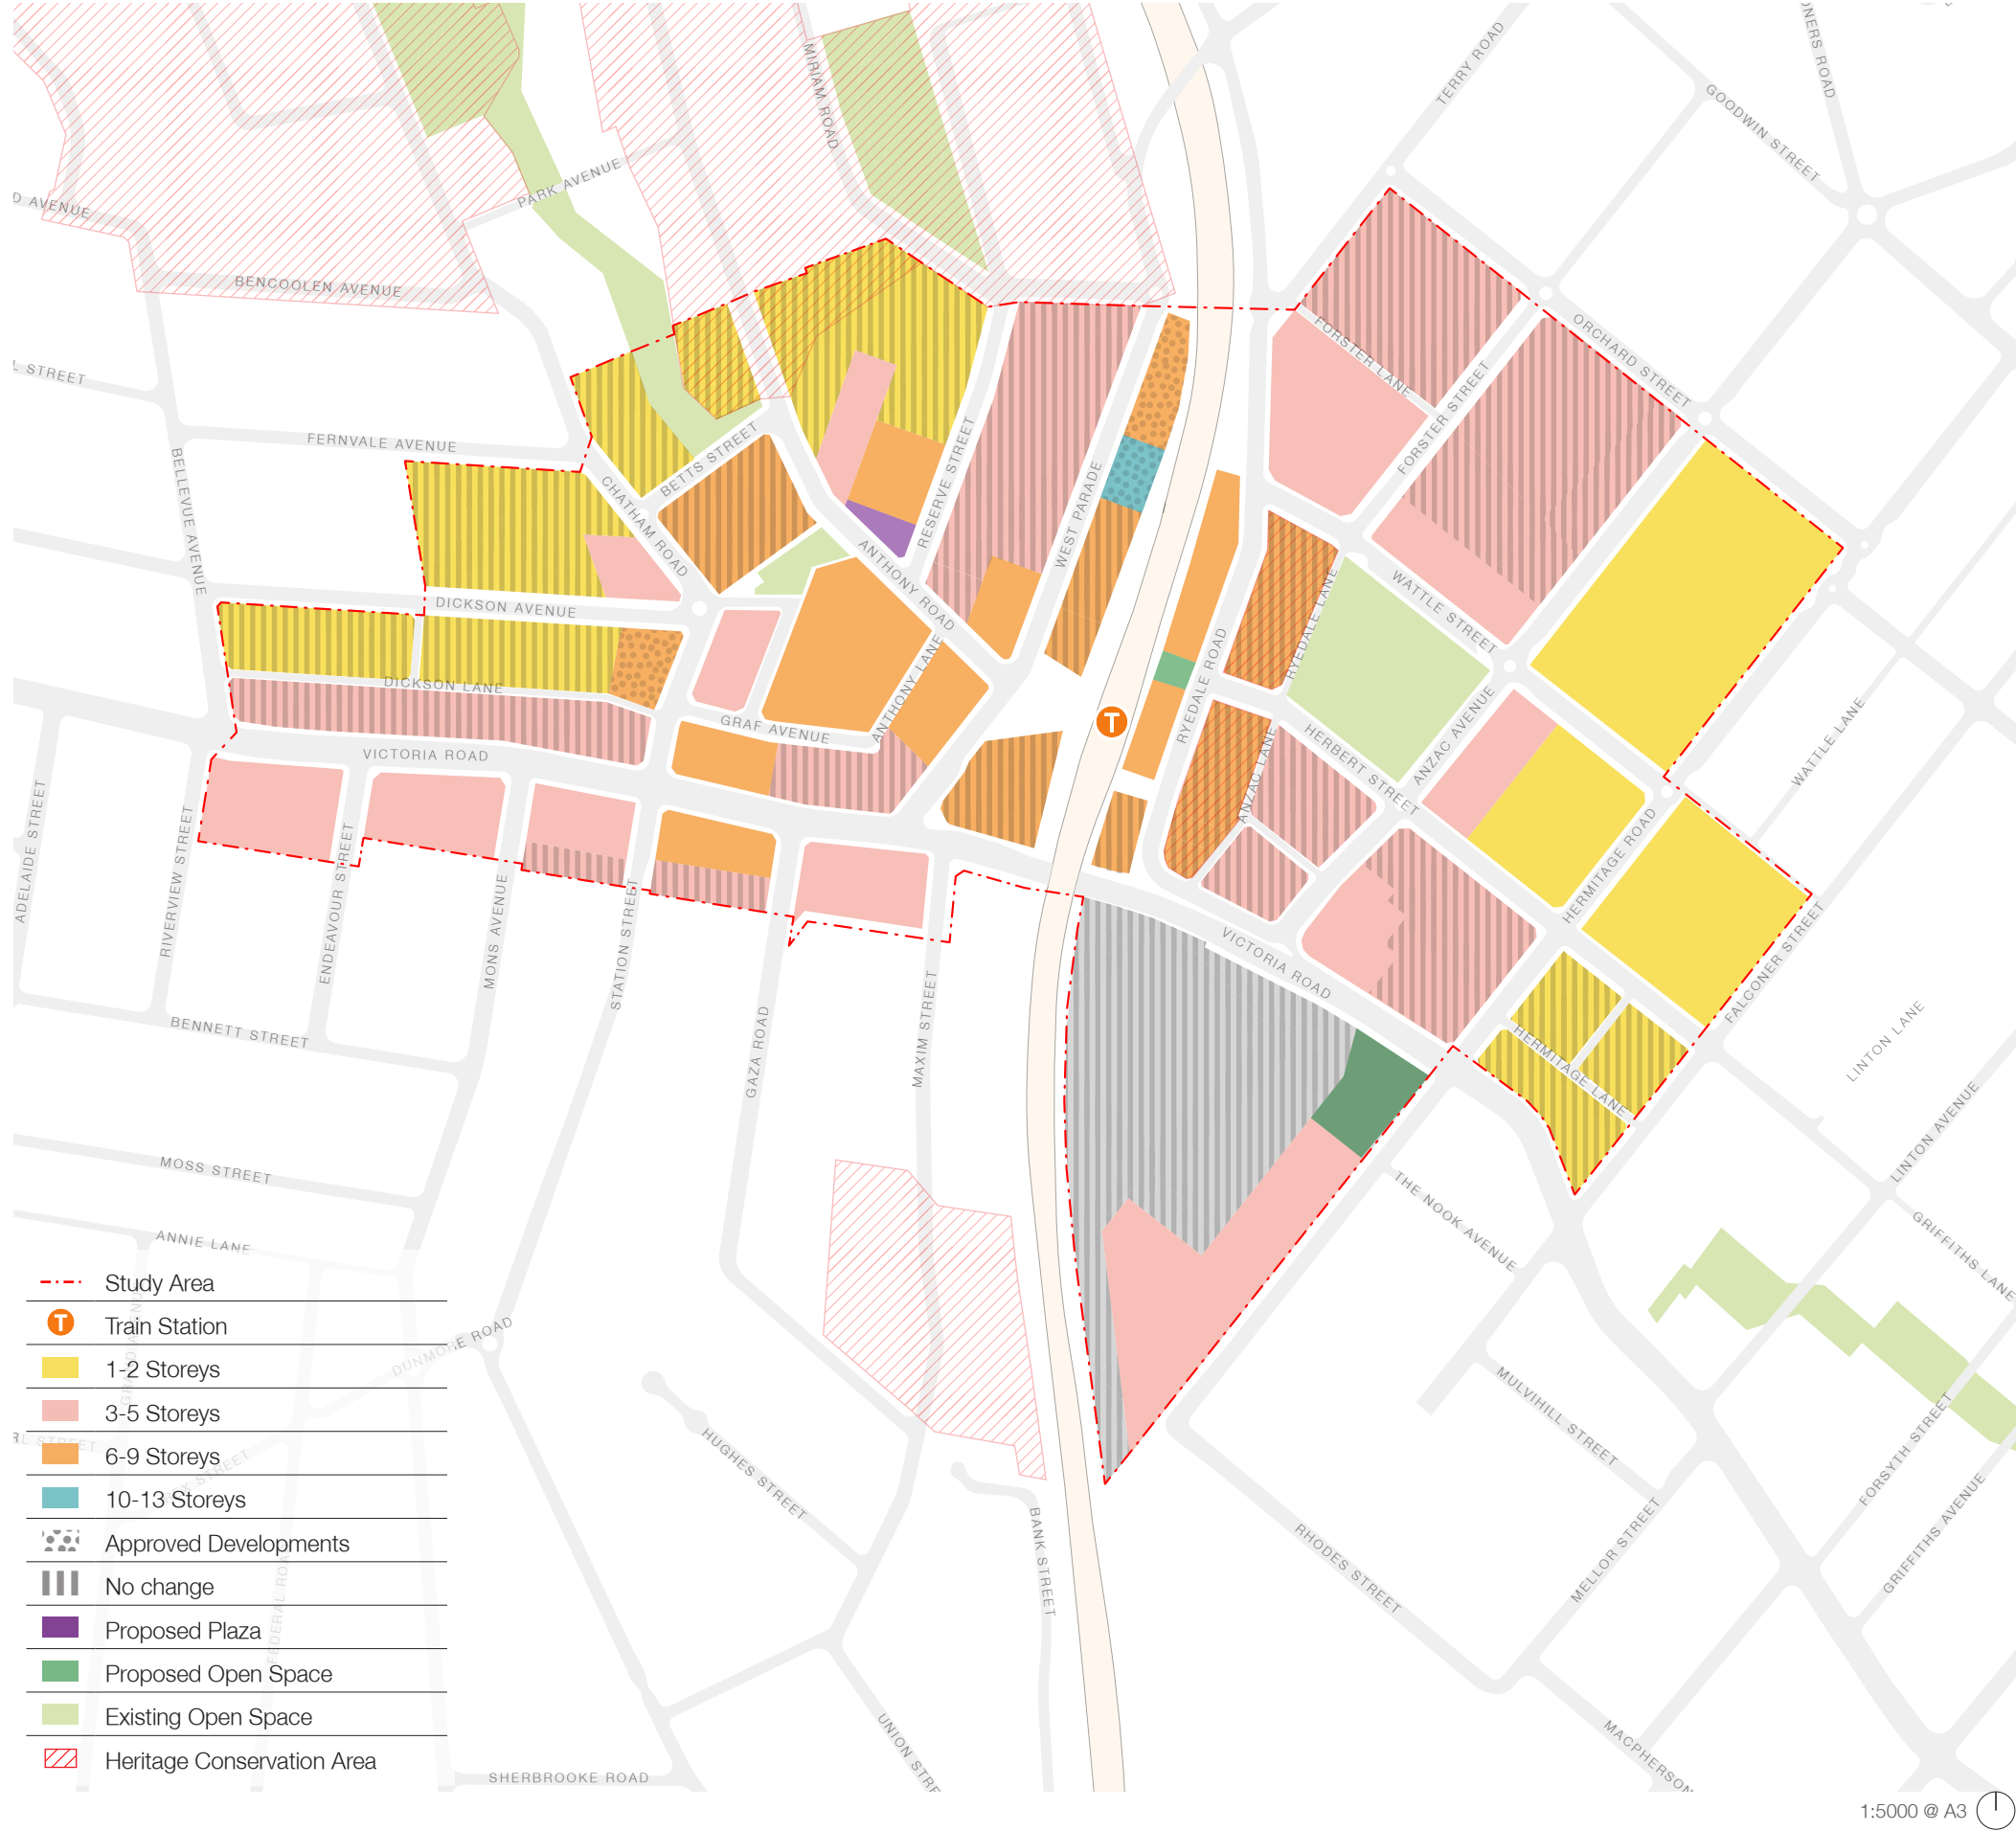 MIRIAM ROAD
TERRY ROAD
GOODWIN STREET
PARK AVENUE
D AVENUE
BENCOOLEN AVENUE
ORCHARD STREET
FORSTER LANE
L STREET
FORSTER STREET
FERNVALE AVENUE
BETTS STREET
BELLEVUE AVENUE
CHATHAM ROAD
RESERVE STREET
WEST PARADE
ANTHONY ROAD
WATTLE STREET
RYEDALE LANE
DICKSON AVENUE
ANTHONY LANE
RYEDALE ROAD
DICKSON LANE
GRAF AVENUE
T
ANZAC AVENUE
WATTLE LANE
VICTORIA ROAD
HERBERT STREET
ANZAC LANE
HERMITAGE ROAD
ADELAIDE STREET
RIVERVIEW STREET
ENDEAVOUR STREET
MONS AVENUE
STATION STREET
VICTORIA ROAD
FALCONER STREET
BENNETT STREET
GAZA ROAD
MAXIM STREET
HERMITAGE LANE
LINTON LANE
LINTON AVENUE
MOSS STREET
THE NOOK AVENUE
ANNIE LANE
GRIFFITHS LANE
DUNMORE ROAD
MULVIHILL STREET
FORSYTH STREET
HUGHES STREET
GRIFFITHS AVENUE
BANK STREET
RHODES STREET
MELLOR STREET
FEDERAL ROAD
UNION STRE
MACPHERSON
SHERBROOKE ROAD
Study Area
T Train Station
1-2 Storeys
3-5 Storeys
6-9 Storeys
10-13 Storeys
Approved Developments
No change
Proposed Plaza
Proposed Open Space
Existing Open Space
Heritage Conservation Area
1:5000 @ A3